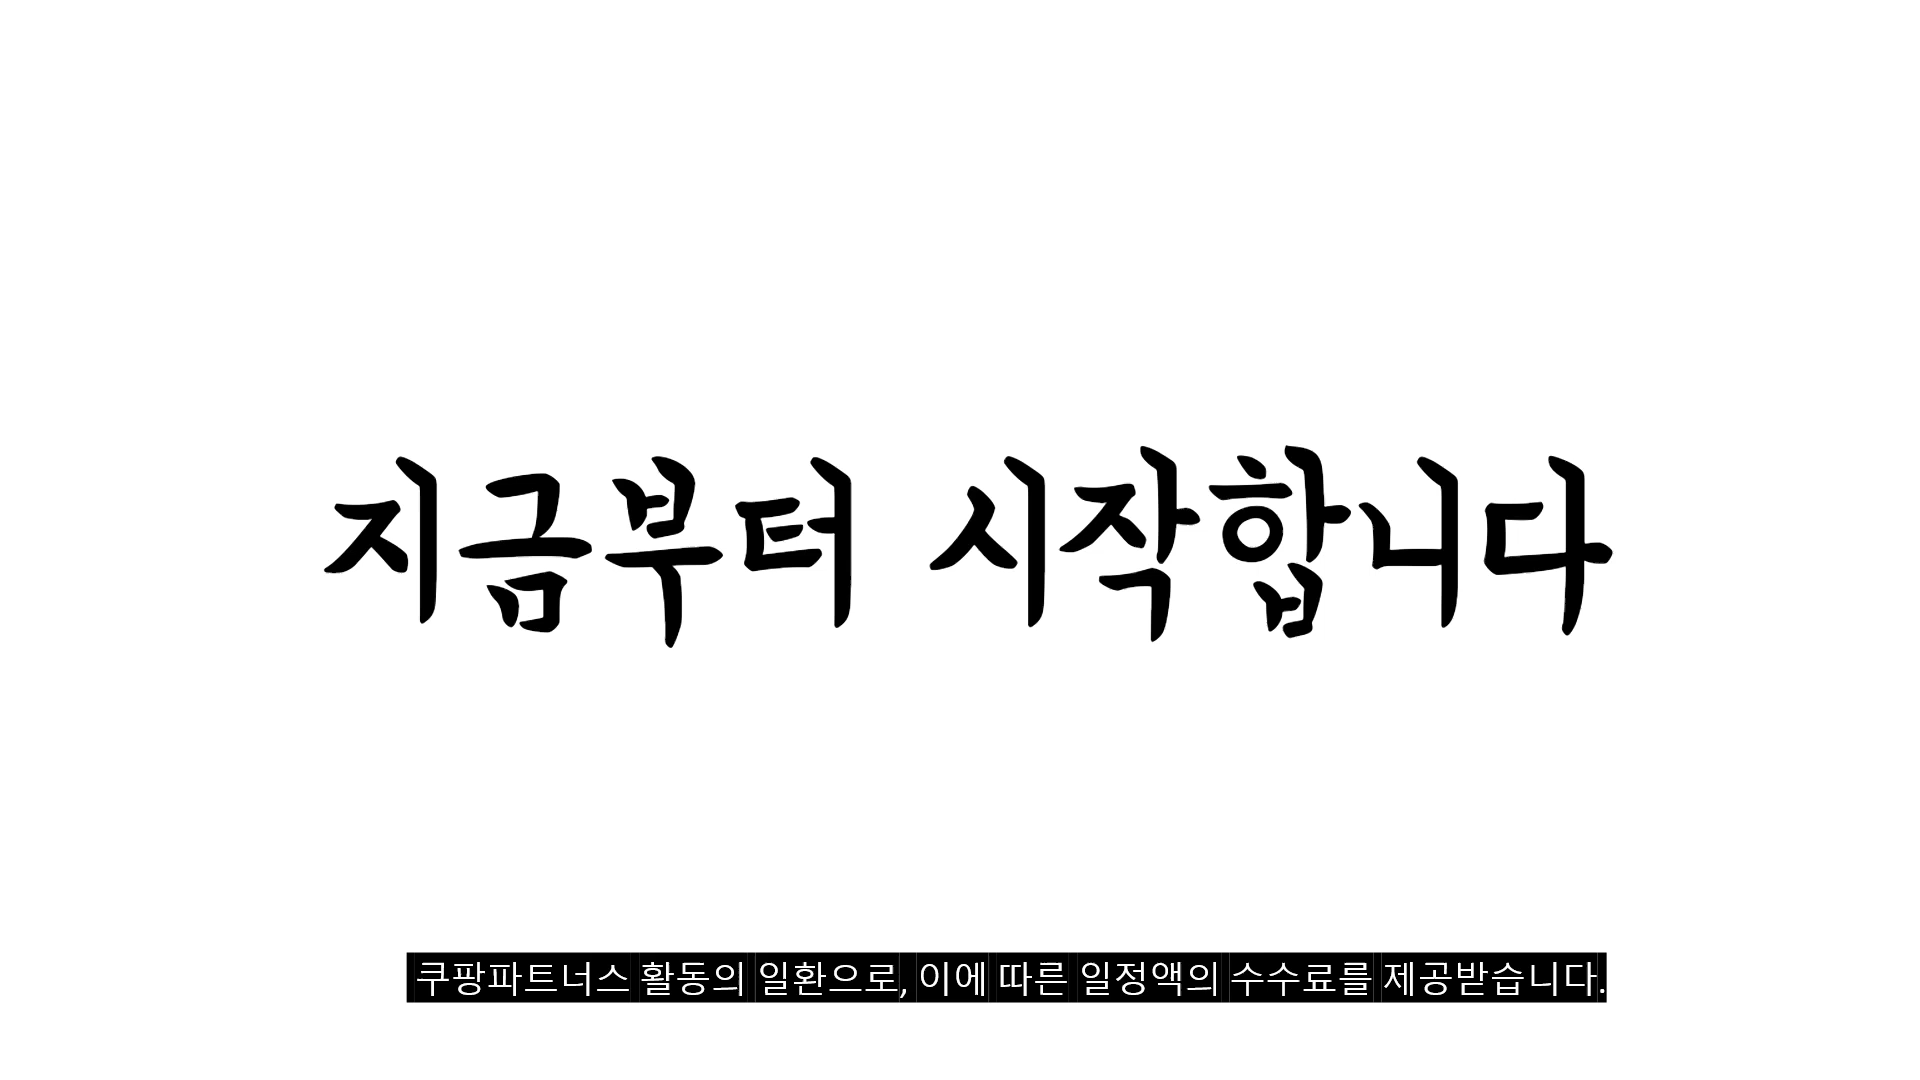 지금부터 시작합니다
쿠팡파트너스 활동의 일환으로, 이에 따른 일정액의 수수료를 제공받습니다.